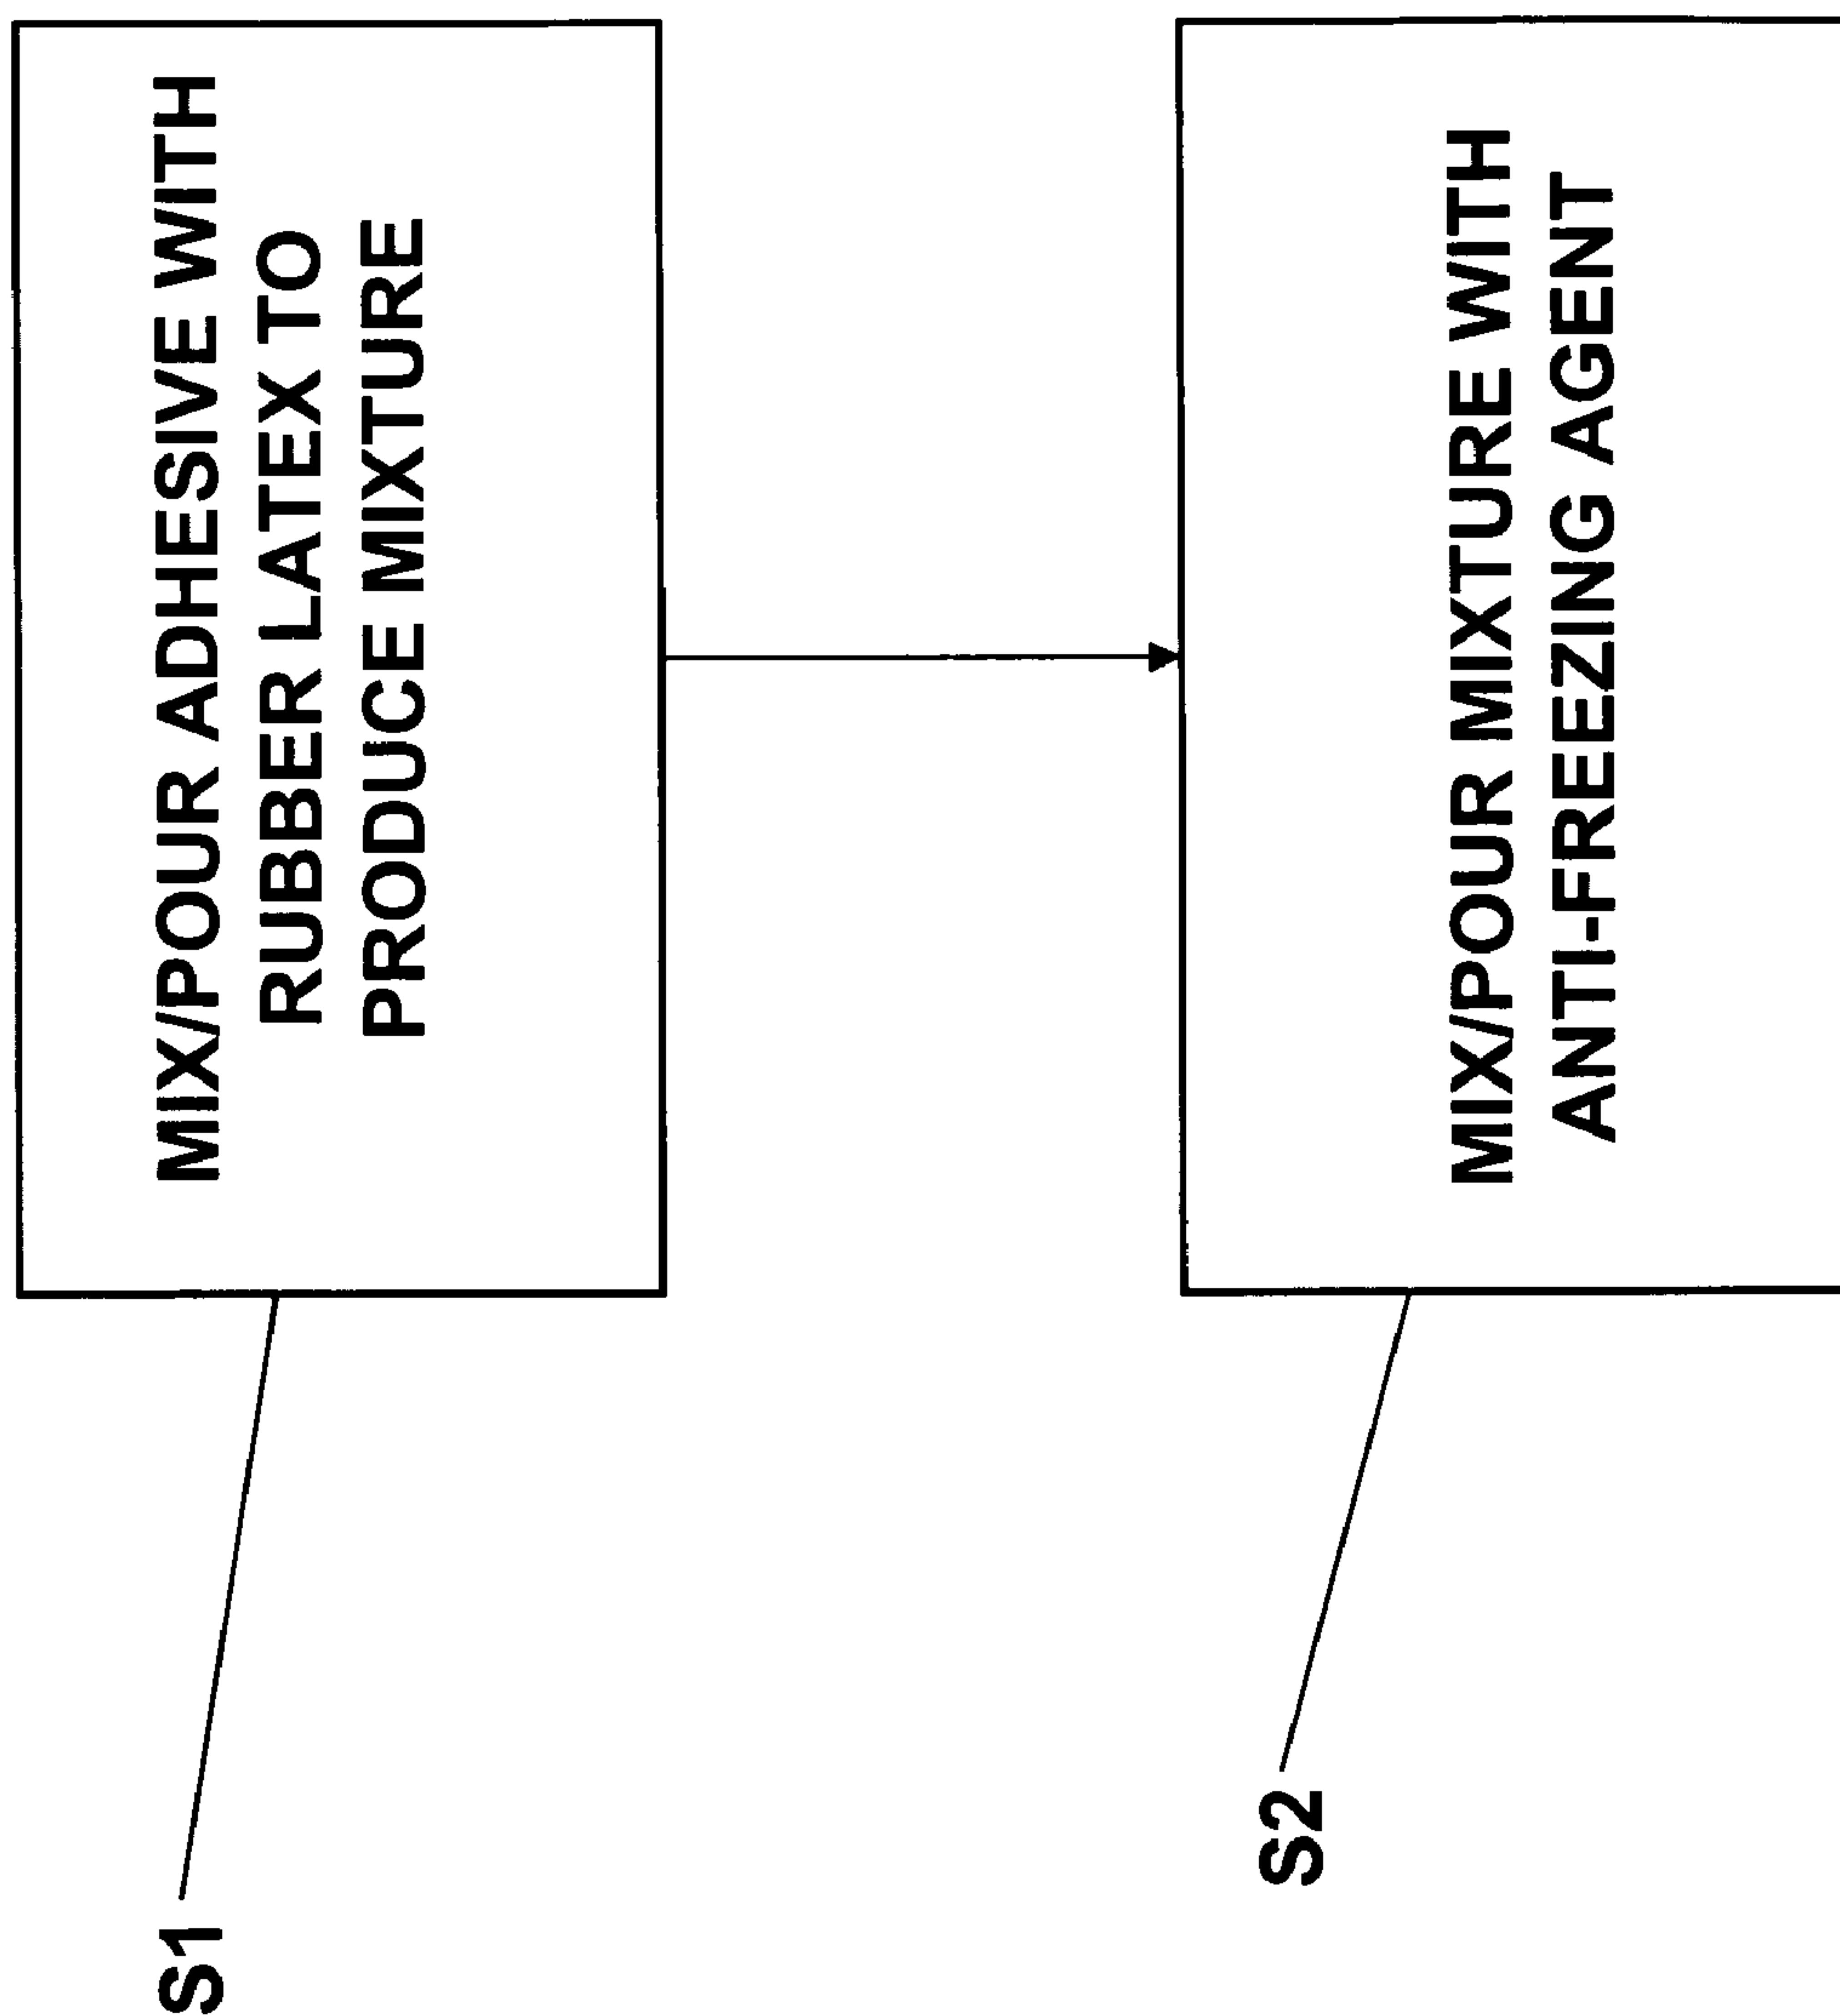 S1
MIX/POUR ADHESIVE WITH
RUBBER LATEX TO
PRODUCE MIXTURE
S2
MIX/POUR MIXTURE WITH
ANTI-FREEZING AGENT